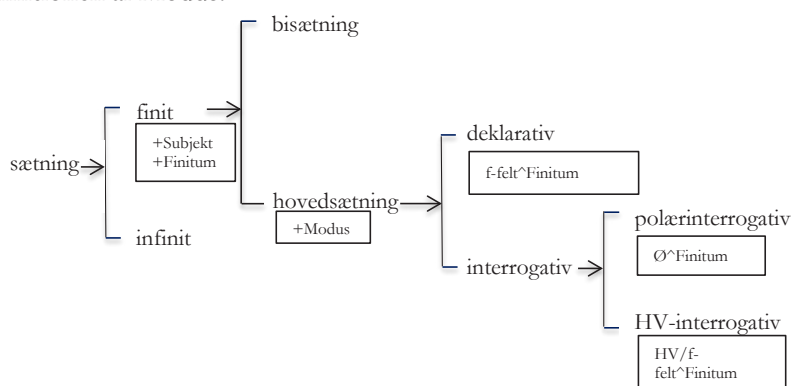 bisætning
finit
+Subjekt
+Finitum
deklarativ
f-felt^Finitum
sætning
hovedsætning
+Modus
polærinterrogativ
Ø^Finitum
infinit
interrogativ
HV-interrogativ
HV/f-
felt^Finitum